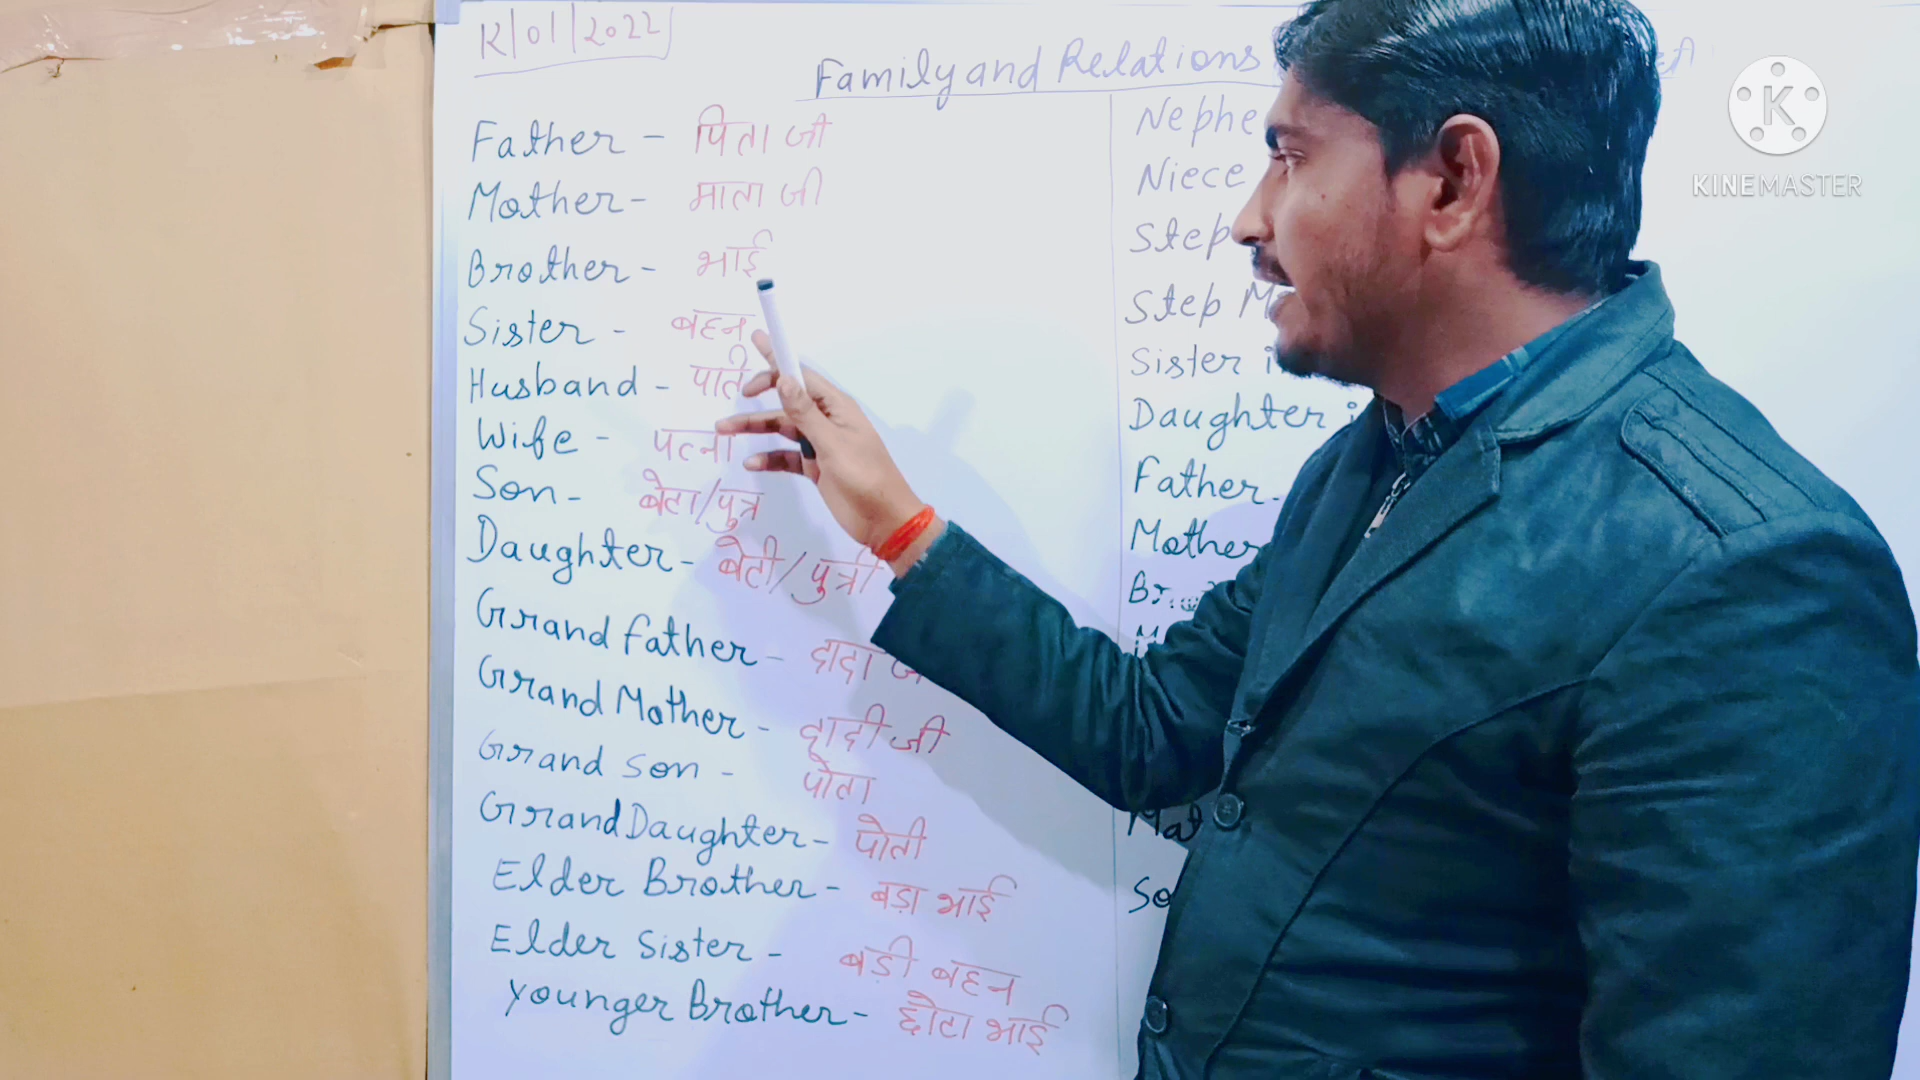 12/01/2022
Family and Relations
Father - पिता जी
Mother - माता जी
Brother - भाई
Sister - बहन
Husband - पति
Wife - पत्नी
Son - बेटा/पुत्र
Daughter - बेटी/पुत्री
Grand Father - दादा
Grand Mother - दादी जी
Grand Son - पोता
Grand Daughter - पोती
Elder Brother - बड़ा भाई
Elder Sister - बड़ी बहन
Younger Brother - छोटा भाई
Niece
Step
Step
Sister
Daughter
Father
Mother
K
KINEMASTER